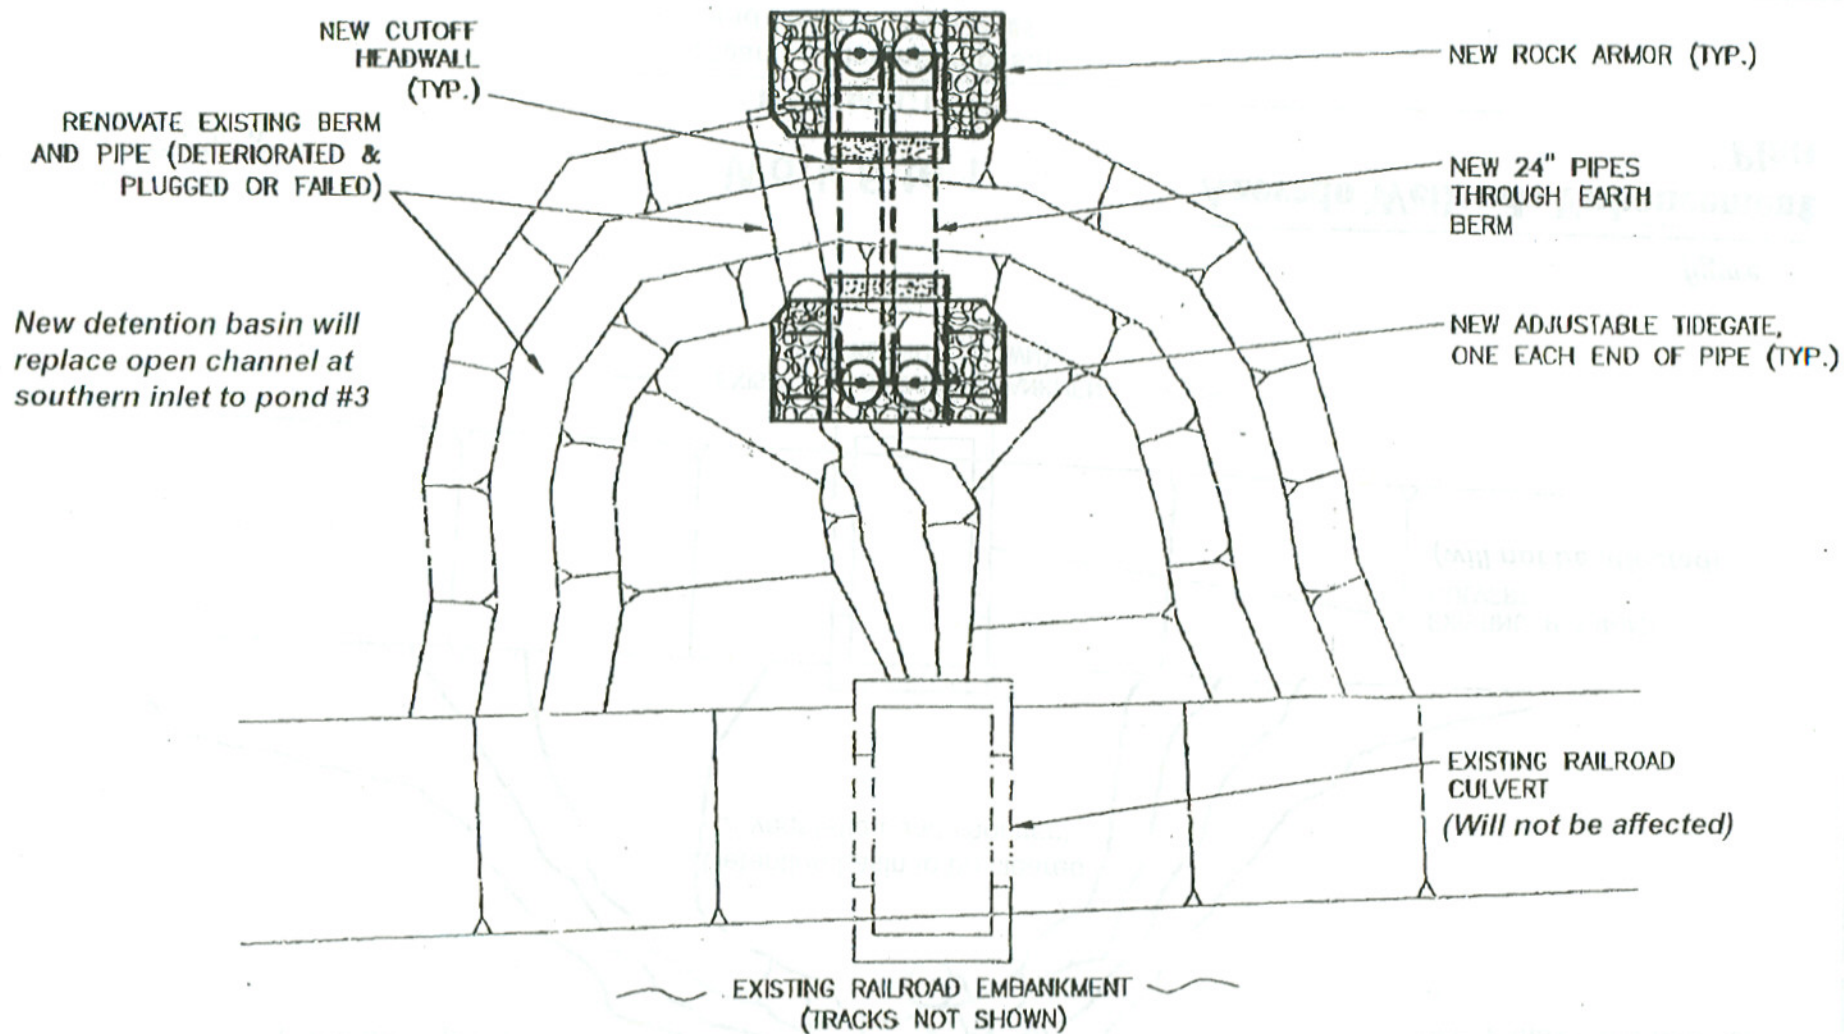 NEW CUTOFF
HEADWALL
(TYP.)
RENOVATE EXISTING BERM
AND PIPE (DETERIORATED &
PLUGGED OR FAILED)
New detention basin will
replace open channel at
southern inlet to pond #3
NEW ROCK ARMOR (TYP.)
NEW 24" PIPES
THROUGH EARTH
BERM
NEW ADJUSTABLE TIDEGATE,
ONE EACH END OF PIPE (TYP.)
EXISTING RAILROAD
CULVERT
(Will not be affected)
EXISTING RAILROAD EMBANKMENT
(TRACKS NOT SHOWN)